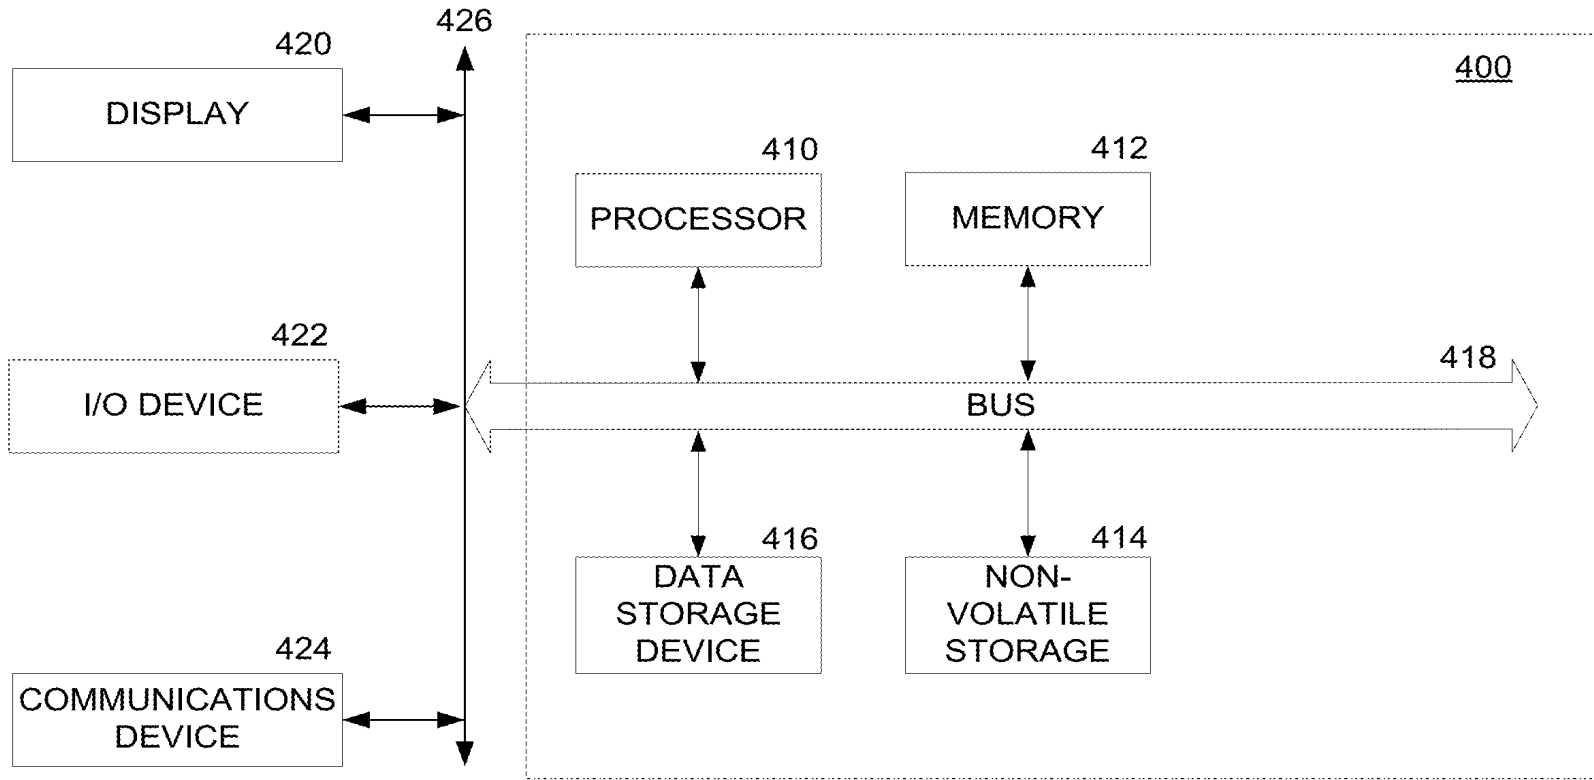 426
420
DISPLAY
400
410
PROCESSOR
412
MEMORY
422
I/O DEVICE
418
BUS
416
DATA
STORAGE
DEVICE
414
NON-
VOLATILE
STORAGE
424
COMMUNICATIONS
DEVICE